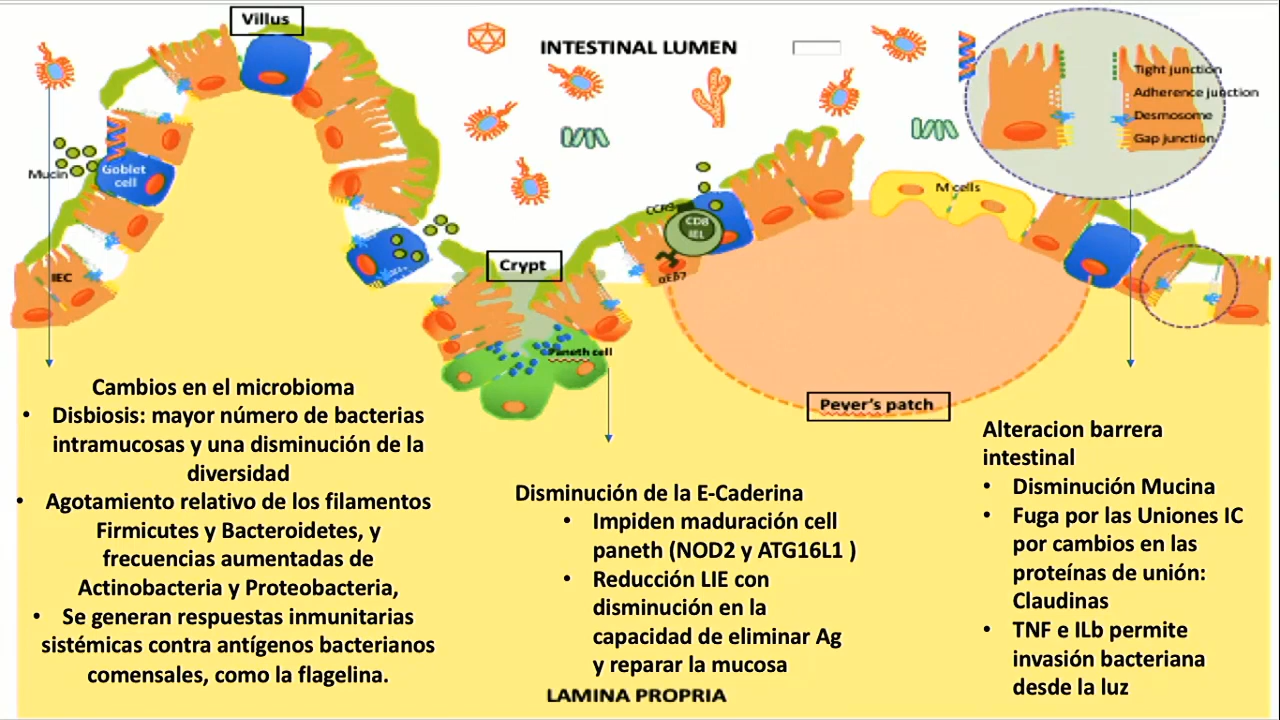 Villus
INTESTINAL LUMEN
Tight junction
Adherence junction
Desmosome
Gap junction
Mucin
Goblet
cell
M cells
CCR9
CD8
IEL
αEβ7
Crypt
IEC
Paneth cell
Peyer's patch
Cambios en el microbioma
• Disbiosis: mayor número de bacterias
intramucosas y una disminución de la
diversidad
• Agotamiento relativo de los filamentos
Firmicutes y Bacteroidetes, y
frecuencias aumentadas de
Actinobacteria y Proteobacteria,
• Se generan respuestas inmunitarias
sistémicas contra antígenos bacterianos
comensales, como la flagelina.
Disminución de la E-Caderina
• Impiden maduración cell
paneth (NOD2 y ATG16L1 )
• Reducción LIE con
disminución en la
capacidad de eliminar Ag
y reparar la mucosa
Alteracion barrera
intestinal
• Disminución Mucina
• Fuga por las Uniones IC
por cambios en las
proteínas de unión:
Claudinas
• TNF e ILb permite
invasión bacteriana
desde la luz
LAMINA PROPRIA